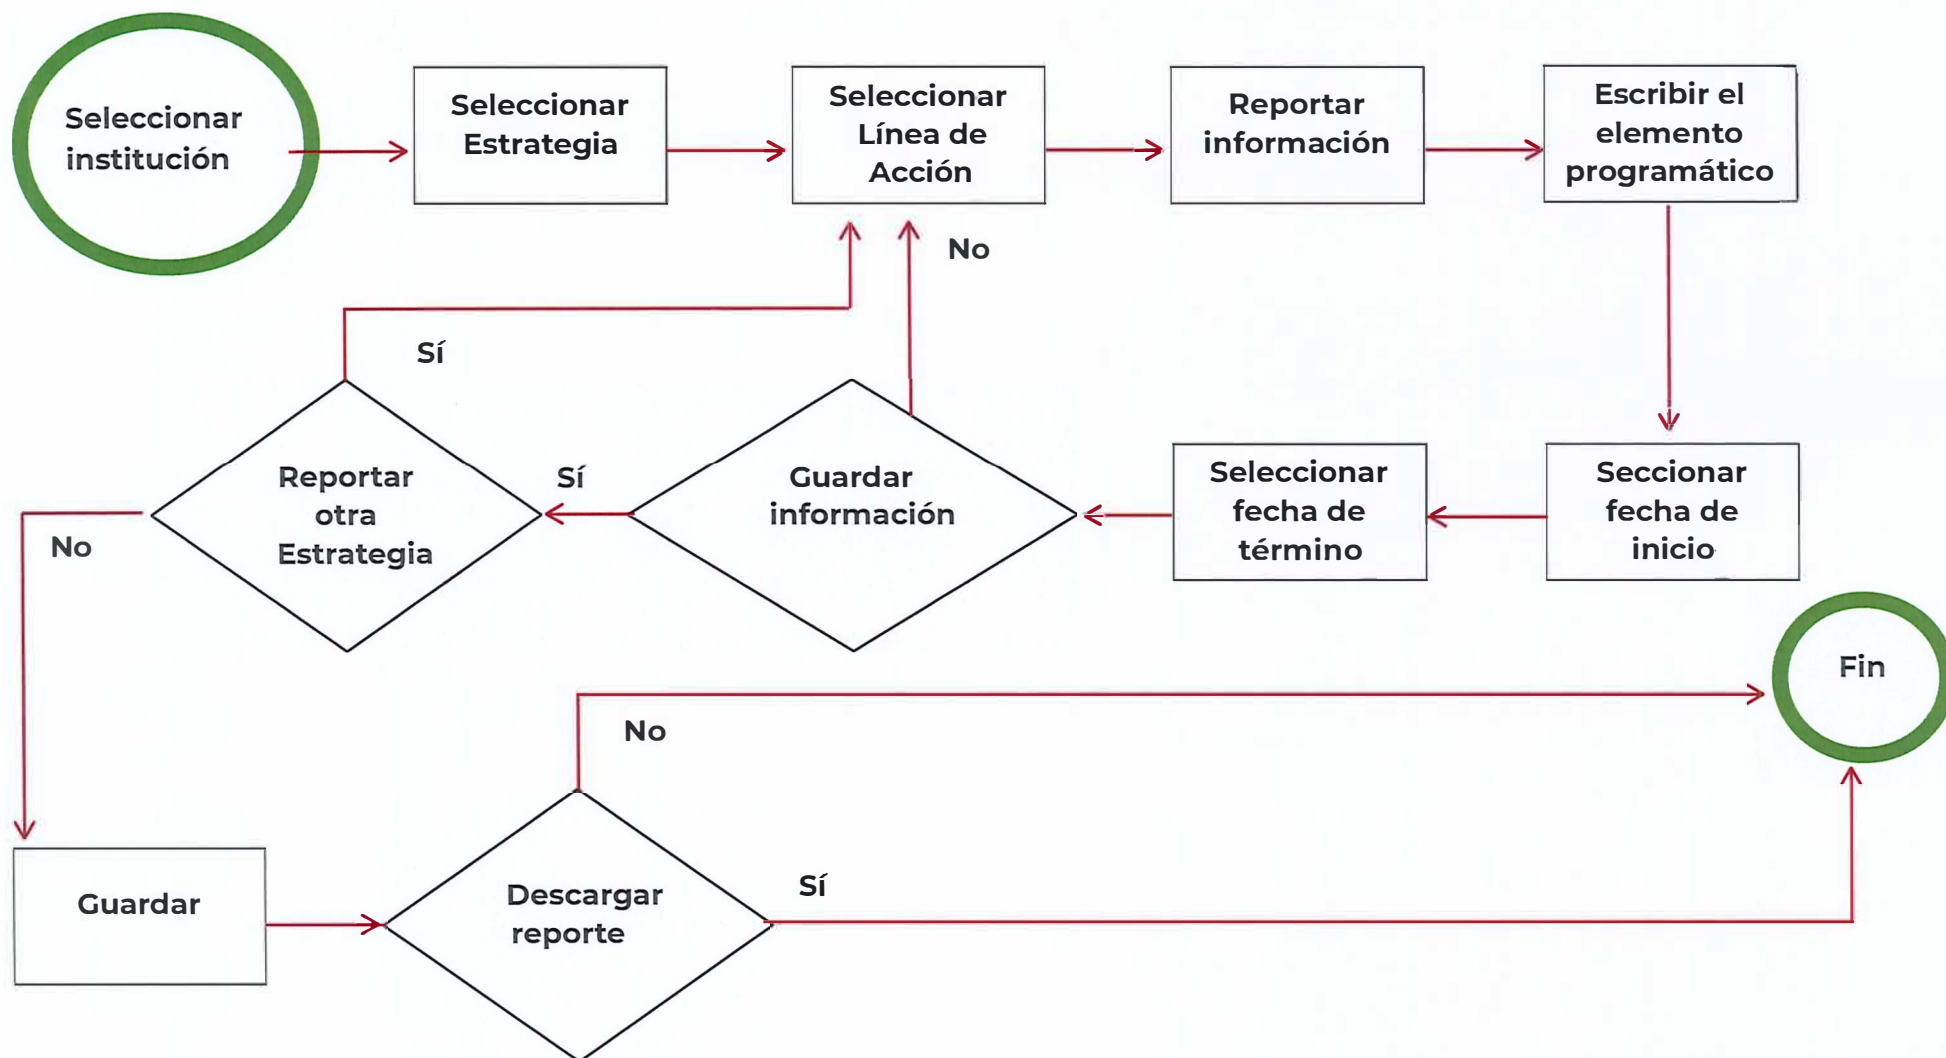 Seleccionar
institución
Seleccionar
Estrategia
Seleccionar
Línea de
Acción
Reportar
información
Escribir el
elemento
programático
No
Sí
Reportar
otra
Estrategia
Sí
Guardar
información
Seleccionar
fecha de
término
Seccionar
fecha de
inicio
No
Fin
No
Guardar
Descargar
reporte
Sí